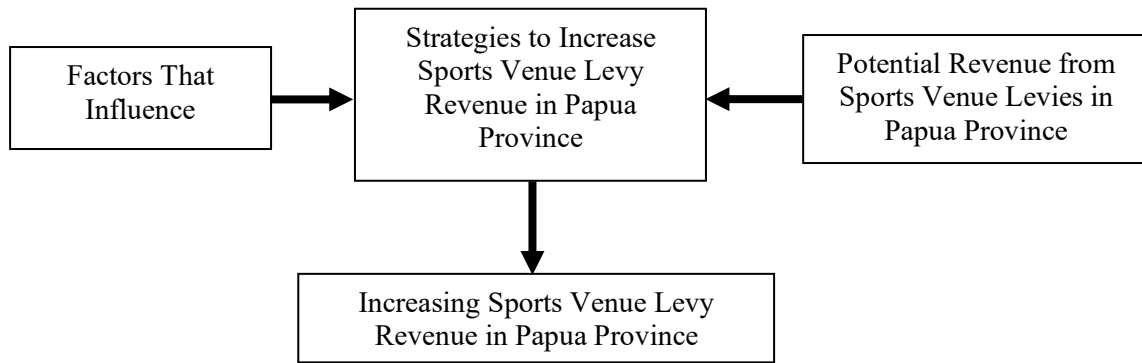 Factors That
Influence
Strategies to Increase
Sports Venue Levy
Revenue in Papua
Province
Potential Revenue from
Sports Venue Levies in
Papua Province
Increasing Sports Venue Levy
Revenue in Papua Province